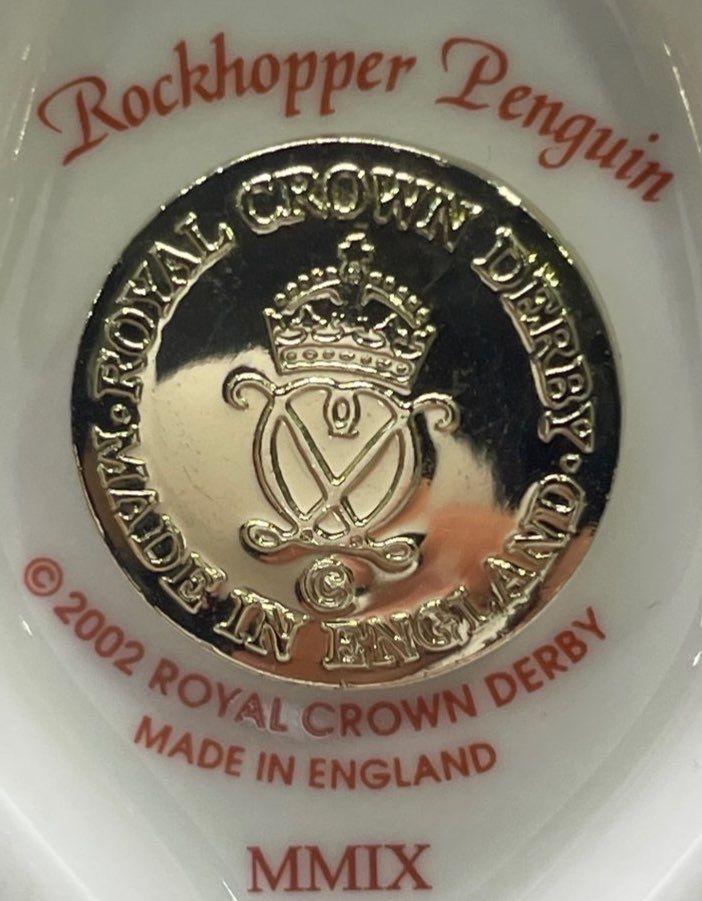 Rockhopper Penguin
·ROYAL CROWN DERBY·
MADE IN ENGLAND
©
© 2002 ROYAL CROWN DERBY
MADE IN ENGLAND
MMIX